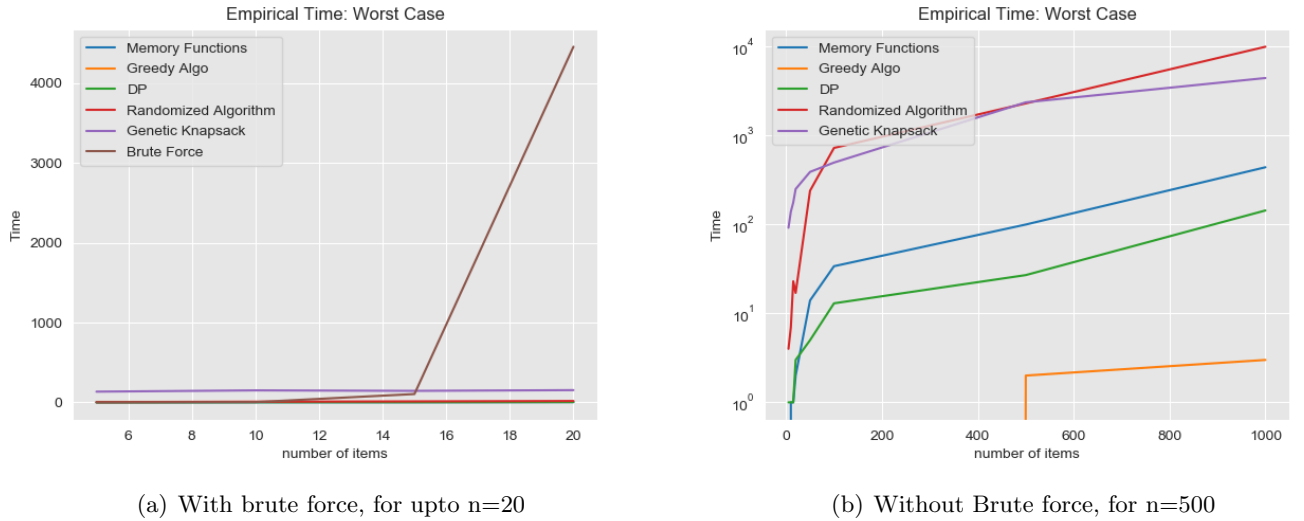 Empirical Time: Worst Case
Memory Functions
Greedy Algo
DP
Randomized Algorithm
Genetic Knapsack
Brute Force
4000
3000
2000
1000
0
Time
6 8 10 12 14 16 18 20
number of items
(a) With brute force, for upto n=20
Empirical Time: Worst Case
Memory Functions
Greedy Algo
DP
Randomized Algorithm
Genetic Knapsack
10⁴
10³
10²
10¹
10⁰
Time
0 200 400 600 800 1000
number of items
(b) Without Brute force, for n=500